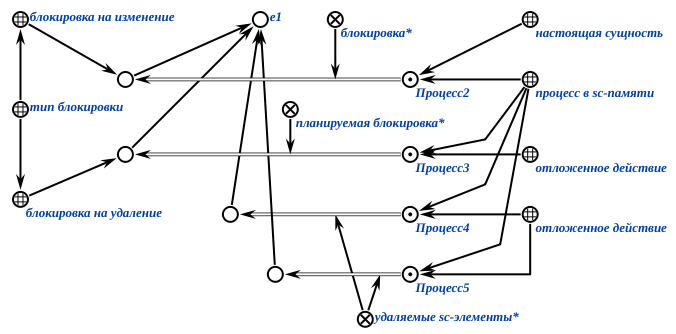 блокировка на изменение
e1
блокировка*
настоящая сущность
Процесс2
процесс в sc-памяти
тип блокировки
планируемая блокировка*
Процесс3
отложенное действие
блокировка на удаление
Процесс4
отложенное действие
Процесс5
удаляемые sc-элементы*